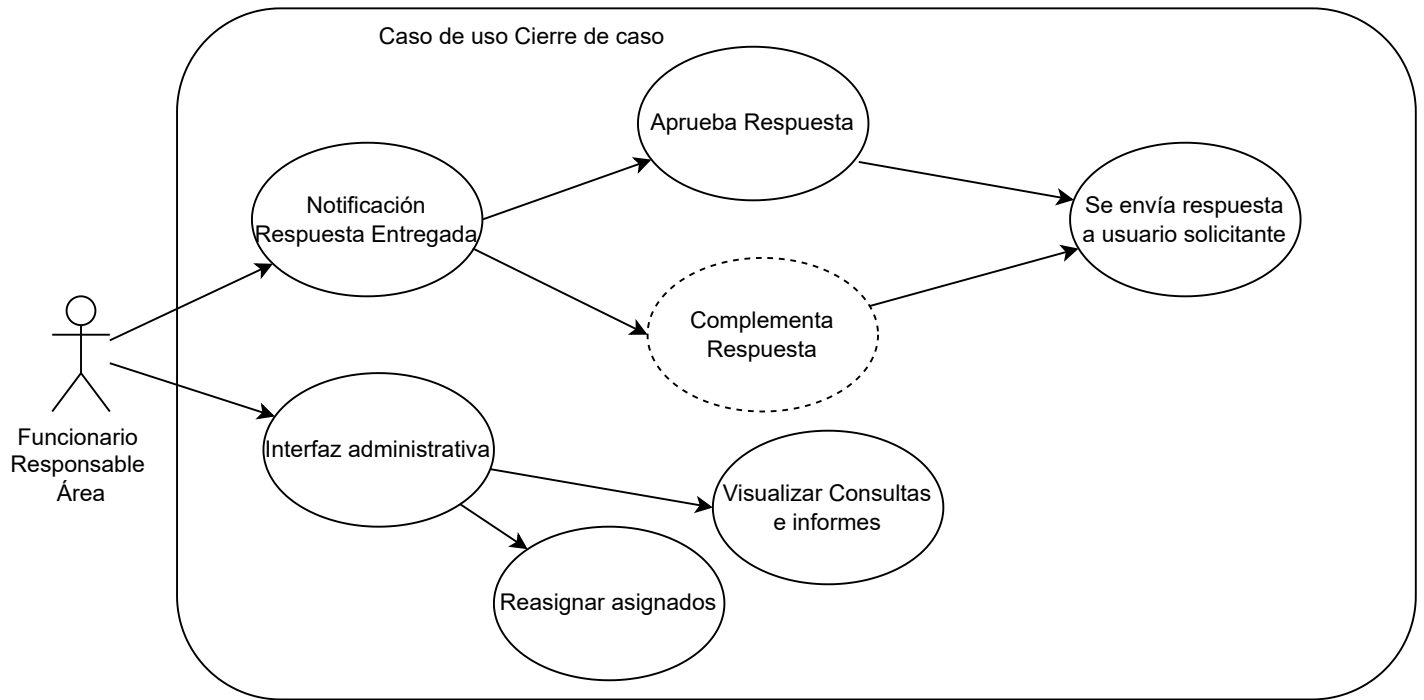 Caso de uso Cierre de caso
Aprueba Respuesta
Notificación
Respuesta Entregada
Se envía respuesta
a usuario solicitante
Complementa
Respuesta
Funcionario
Responsable
Área
Interfaz administrativa
Visualizar Consultas
e informes
Reasignar asignados